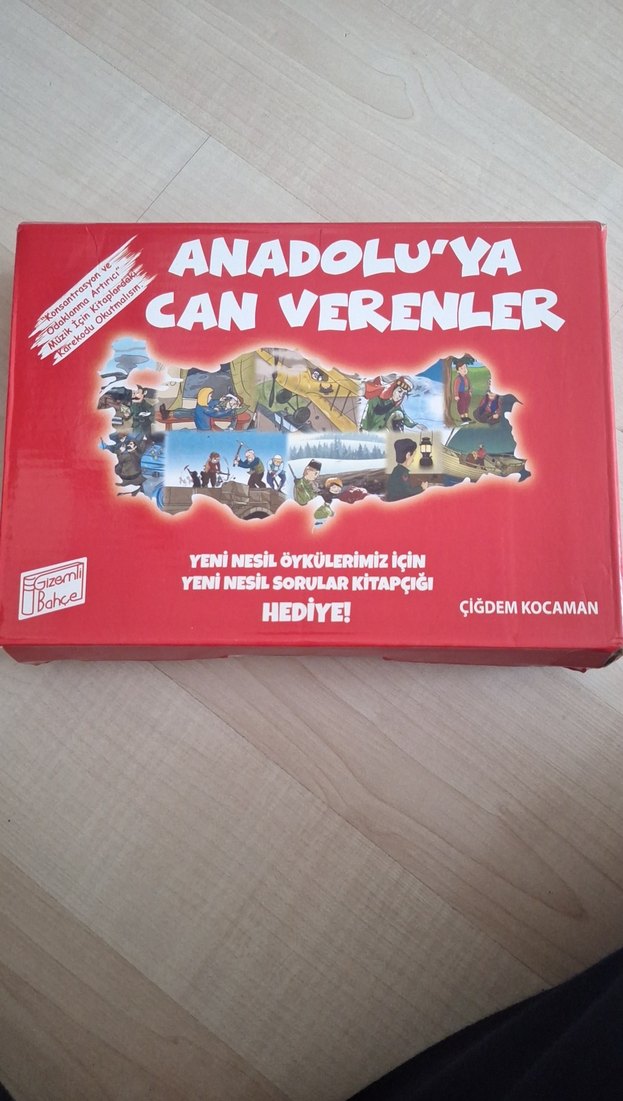 ANADOLU'YA
CAN VERENLER
"Konsantrasyon ve
Odaklanma Artırıcı"
Müzik İçin Kitaplardaki
Karekodu Okutmalısın.
YENİ NESİL ÖYKÜLERİMİZ İÇİN
YENİ NESİL SORULAR KİTAPÇIĞI
HEDİYE!
Gizemli
Bahçe
ÇİĞDEM KOCAMAN